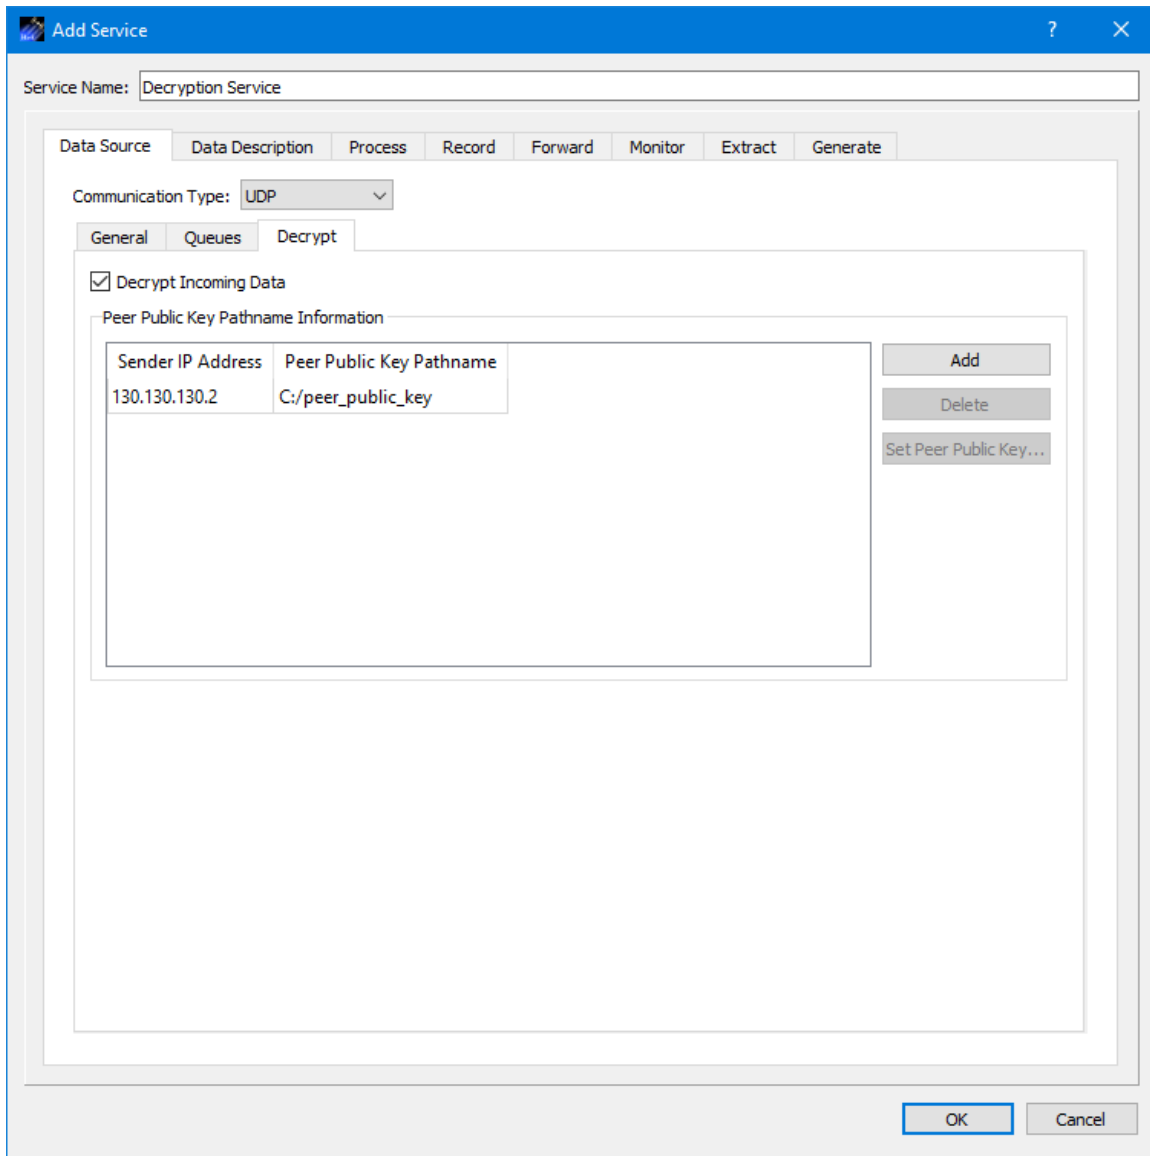 Add Service
Service Name: Decryption Service
Data Source Data Description Process Record Forward Monitor Extract Generate
Communication Type: UDP
General Queues Decrypt
Decrypt Incoming Data
Peer Public Key Pathname Information
Sender IP Address Peer Public Key Pathname
130.130.130.2 C:/peer_public_key
Add
Delete
Set Peer Public Key...
OK Cancel